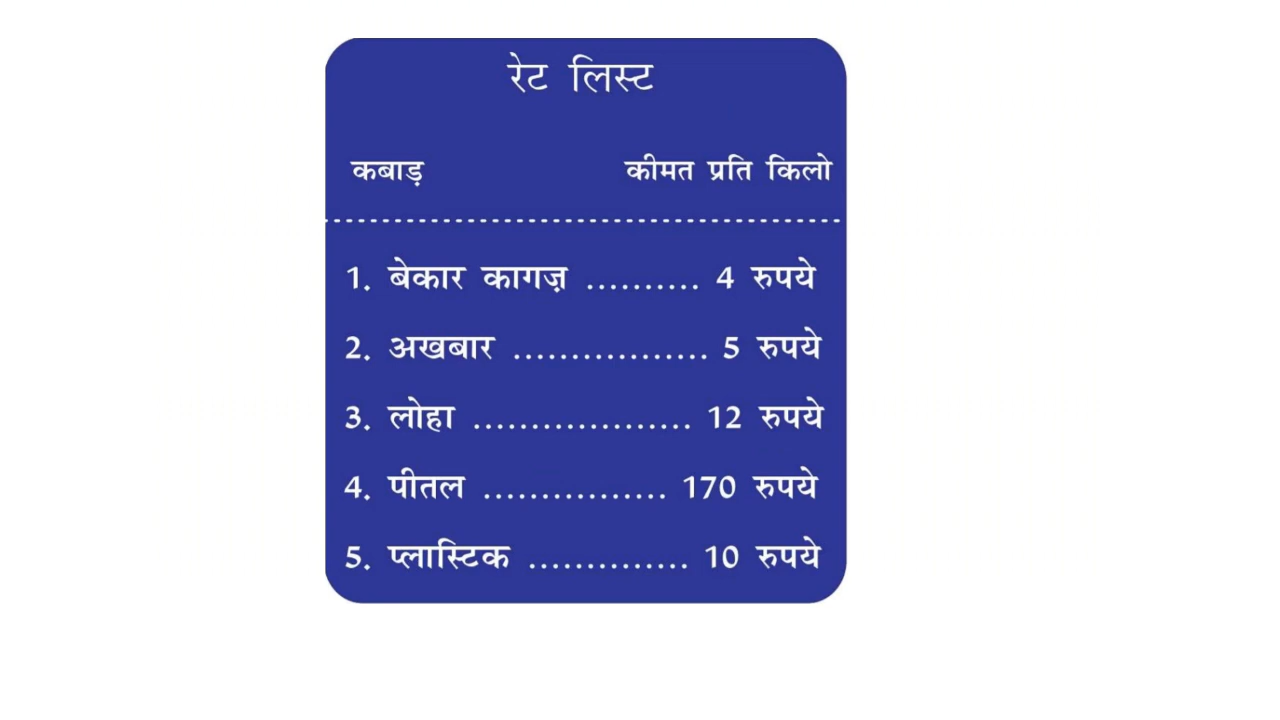 रेट लिस्ट
कबाड़ कीमत प्रति किलो
1. बेकार कागज़ .......... 4 रुपये
2. अखबार ................. 5 रुपये
3. लोहा ................... 12 रुपये
4. पीतल ................ 170 रुपये
5. प्लास्टिक .............. 10 रुपये